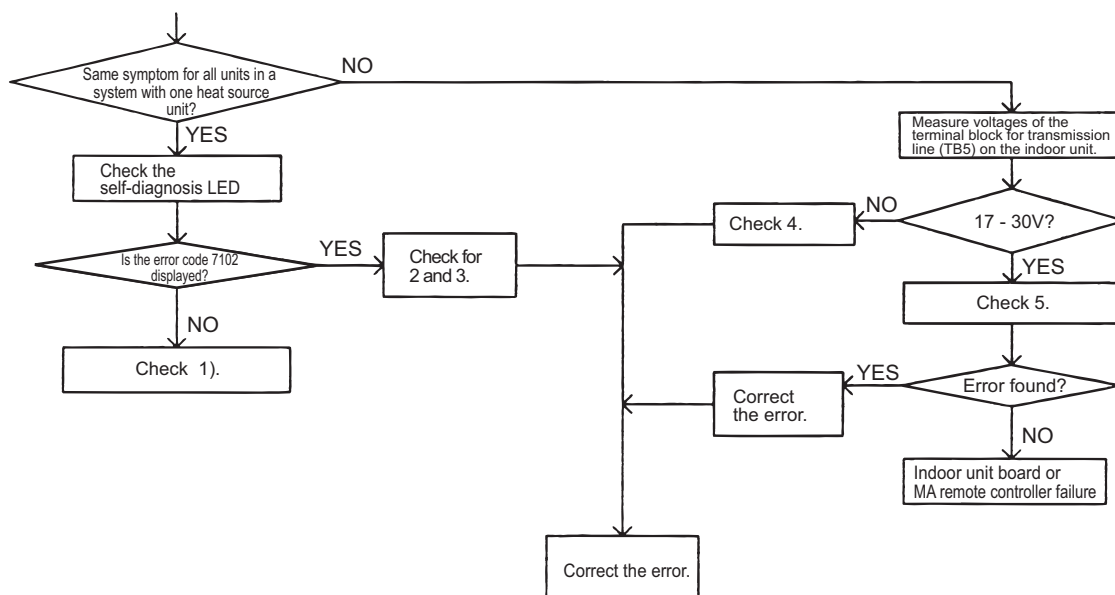 Same symptom for all units in a
system with one heat source
unit?
NO
YES
Measure voltages of the
terminal block for transmission
line (TB5) on the indoor unit.
Check the
self-diagnosis LED
NO
Check 4.
17 - 30V?
YES
Is the error code 7102
displayed?
Check for
2 and 3.
YES
Check 5.
NO
Check 1).
YES
Error found?
Correct
the error.
NO
Indoor unit board or
MA remote controller failure
Correct the error.